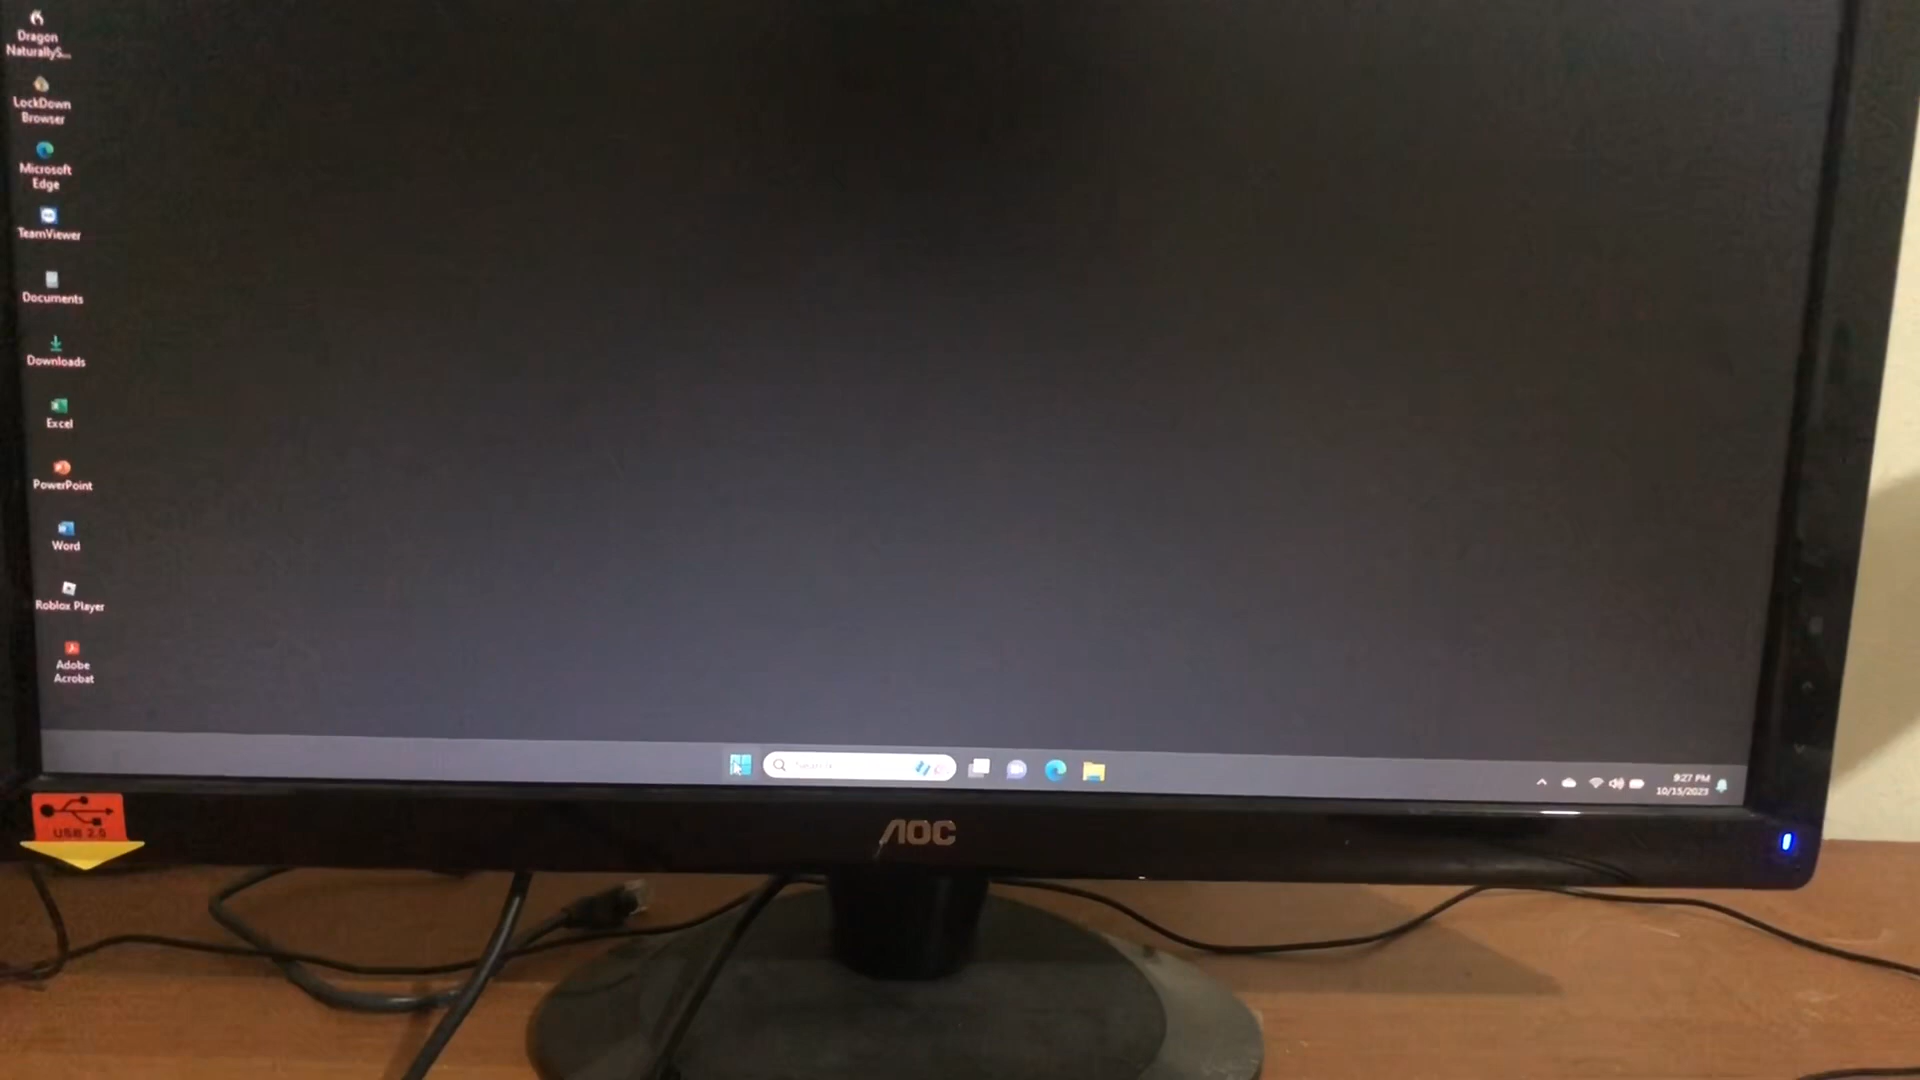 Dragon
NaturallyS...
LockDown
Browser
Microsoft
Edge
TeamViewer
Documents
Downloads
Excel
PowerPoint
Word
Roblox Player
Adobe
Acrobat
Search
9:27 PM
10/15/2023
USB 2.0
AOC